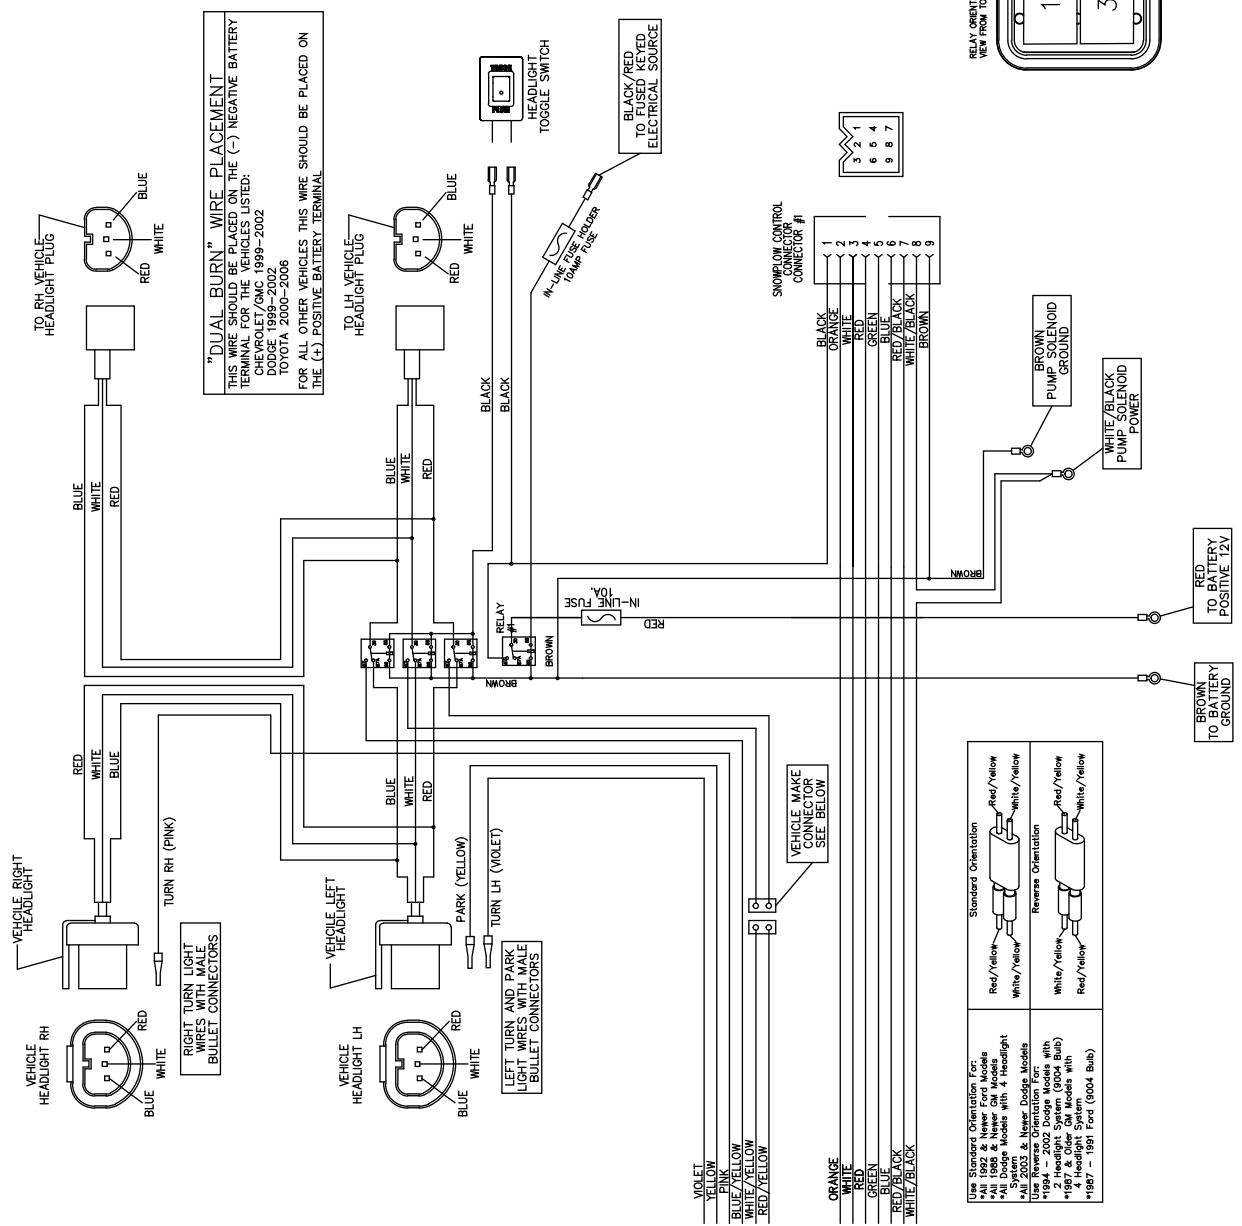 "DUAL BURN" WIRE PLACEMENT
THIS WIRE SHOULD BE PLACED ON THE (-) NEGATIVE BATTERY
TERMINAL FOR THE VEHICLES LISTED:
CHEVROLET/GMC 1999-2002
DODGE 1999-2002
TOYOTA 2000-2006
FOR ALL OTHER VEHICLES THIS WIRE SHOULD BE PLACED ON
THE (+) POSITIVE BATTERY TERMINAL
TO RH VEHICLE
HEADLIGHT PLUG
BLUE
WHITE
RED
TO LH VEHICLE
HEADLIGHT PLUG
BLUE
WHITE
RED
HEADLIGHT
TOGGLE SWITCH
BLACK/RED
TO FUSED KEYED
ELECTRICAL SOURCE
IN-LINE FUSE HOLDER
10AMP FUSE
RELAY ORIENT
VIEW FROM TO
1
3
3 2 1
6 5 4
9 8 7
SNOWPLOW CONTROL
CONNECTOR
CONNECTOR #1
1
2
3
4
5
6
7
8
9
BLACK
ORANGE
WHITE
RED
GREEN
BLUE
RED/BLACK
WHITE/BLACK
BROWN
BLACK
BLACK
BLUE
WHITE
RED
BLUE
WHITE
RED
BROWN
PUMP SOLENOID
GROUND
WHITE/BLACK
PUMP SOLENOID
POWER
BROWN
RED
TO BATTERY
POSITIVE 12V
BROWN
TO BATTERY
GROUND
IN-LINE FUSE
10A.
RED
RELAY
#1
BROWN
BROWN
RED
WHITE
BLUE
BLUE
WHITE
RED
VEHICLE MAKE
CONNECTOR
SEE BELOW
VEHCILE RIGHT
HEADLIGHT
TURN RH (PINK)
RIGHT TURN LIGHT
WIRES WITH MALE
BULLET CONNECTORS
VEHCILE LEFT
HEADLIGHT
PARK (YELLOW)
TURN LH (VIOLET)
LEFT TURN AND PARK
LIGHT WIRES WITH MALE
BULLET CONNECTORS
VEHICLE
HEADLIGHT RH
RED
WHITE
BLUE
VEHICLE
HEADLIGHT LH
RED
WHITE
BLUE
VIOLET
YELLOW
PINK
BLUE/YELLOW
WHITE/YELLOW
RED/YELLOW
ORANGE
WHITE
RED
GREEN
BLUE
RED/BLACK
WHITE/BLACK
Use Standard Orientation For:
*All 1992 & Newer Ford Models
*All 1988 & Newer GM Models
*All Dodge Models with 4 Headlight
System
*All 2003 & Newer Dodge Models
Use Reverse Orientation For:
*1994 - 2002 Dodge Models with
2 Headlight System (9004 Bulb)
*1987 & Older GM Models with
4 Headlight System
*1987 - 1991 Ford (9004 Bulb)
Standard Orientation
Red/Yellow
White/Yellow
Red/Yellow
White/Yellow
Reverse Orientation
White/Yellow
Red/Yellow
Red/Yellow
White/Yellow